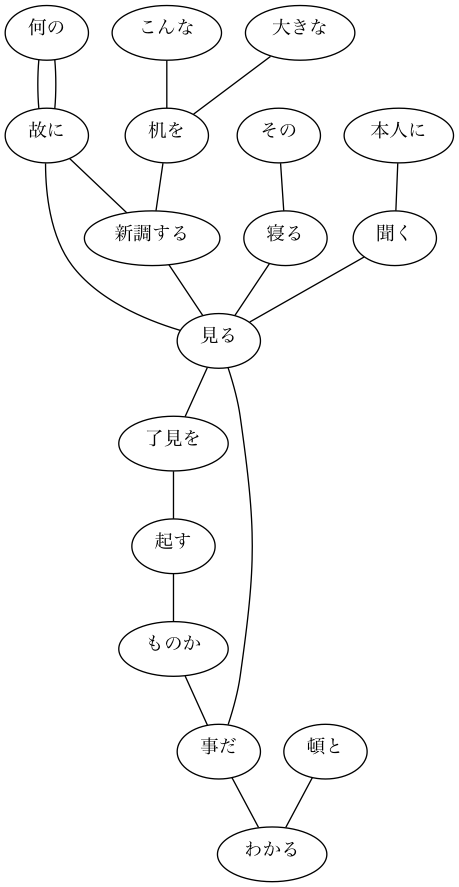 何の
こんな
大きな
故に
机を
その
本人に
新調する
寝る
聞く
見る
了見を
起す
ものか
事だ
頓と
わかる